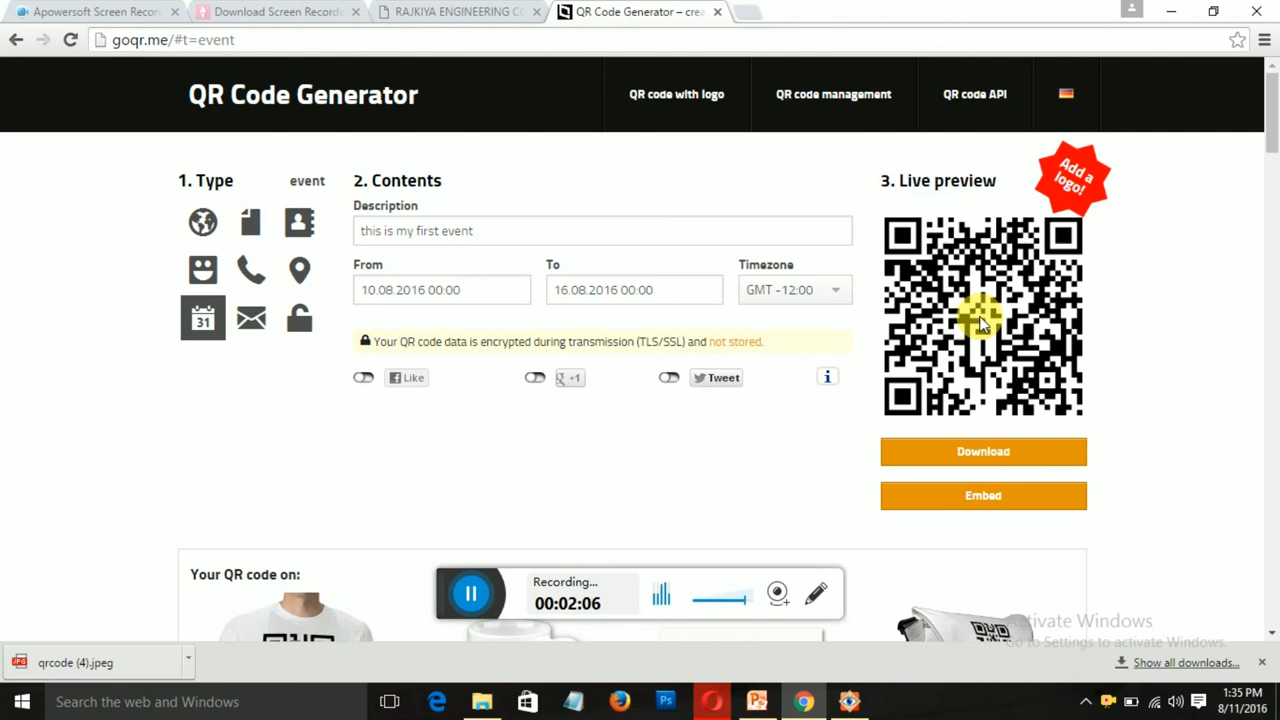 Apowersoft Screen Record
Download Screen Recorde
RAJKIYA ENGINEERING CO
QR Code Generator – crea
goqr.me/#t=event
QR Code Generator
QR code with logo
QR code management
QR code API
1. Type
event
2. Contents
Description
this is my first event
From
To
Timezone
10.08.2016 00:00
16.08.2016 00:00
GMT -12:00
Your QR code data is encrypted during transmission (TLS/SSL) and not stored.
Like
+1
Tweet
i
3. Live preview
Add a
logo!
31
Download
Embed
Your QR code on:
Recording...
00:02:06
Activate Windows
Go to Settings to activate Windows.
JPG
qrcode (4).jpeg
Show all downloads...
Search the web and Windows
Ps
1:35 PM
8/11/2016